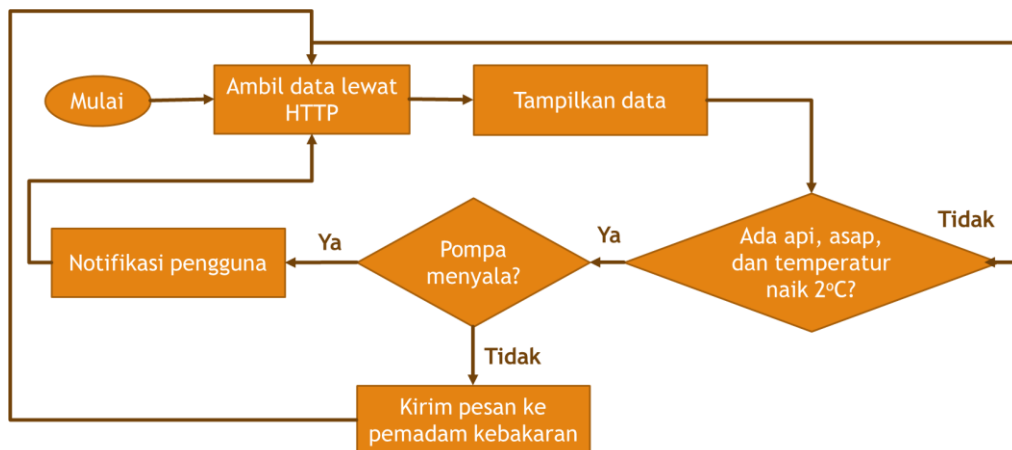 Mulai
Ambil data lewat
HTTP
Tampilkan data
Ada api, asap,
dan temperatur
naik 2°C?
Tidak
Ya
Pompa
menyala?
Ya
Notifikasi pengguna
Tidak
Kirim pesan ke
pemadam kebakaran